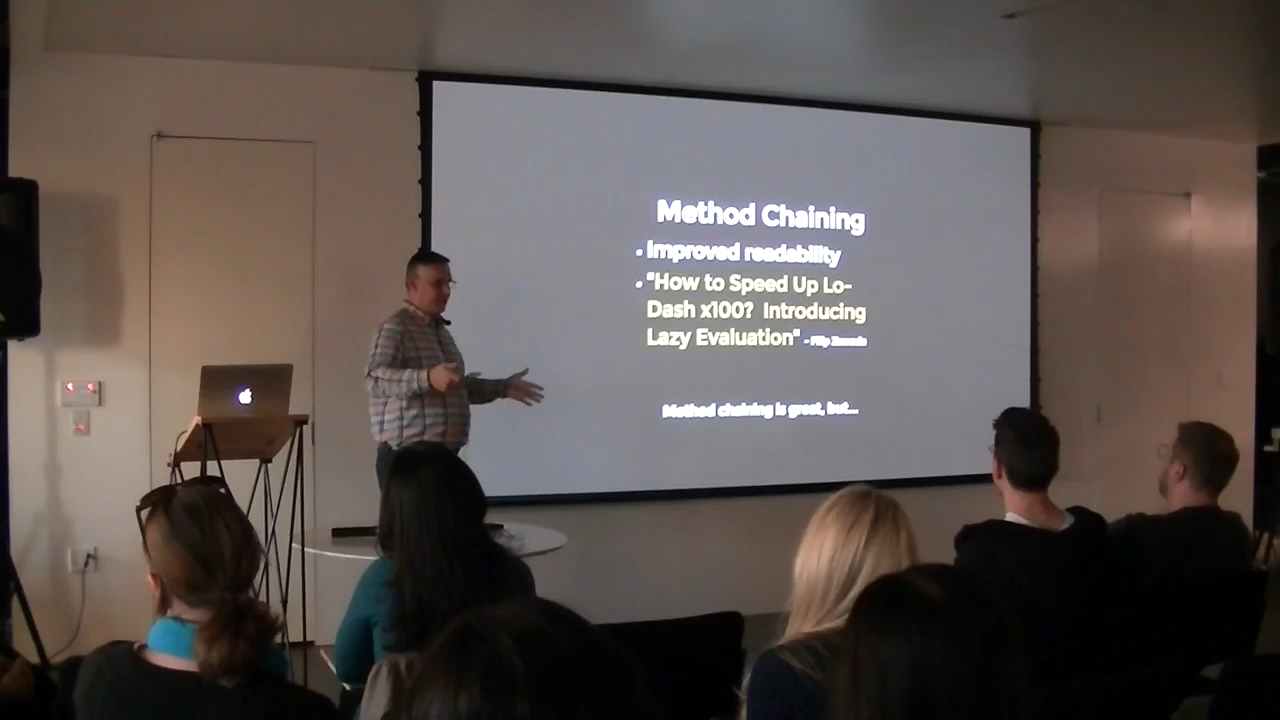 Method Chaining
• Improved readability
• "How to Speed Up Lo-
Dash x100? Introducing
Lazy Evaluation" - Filip
Method chaining is great, but...